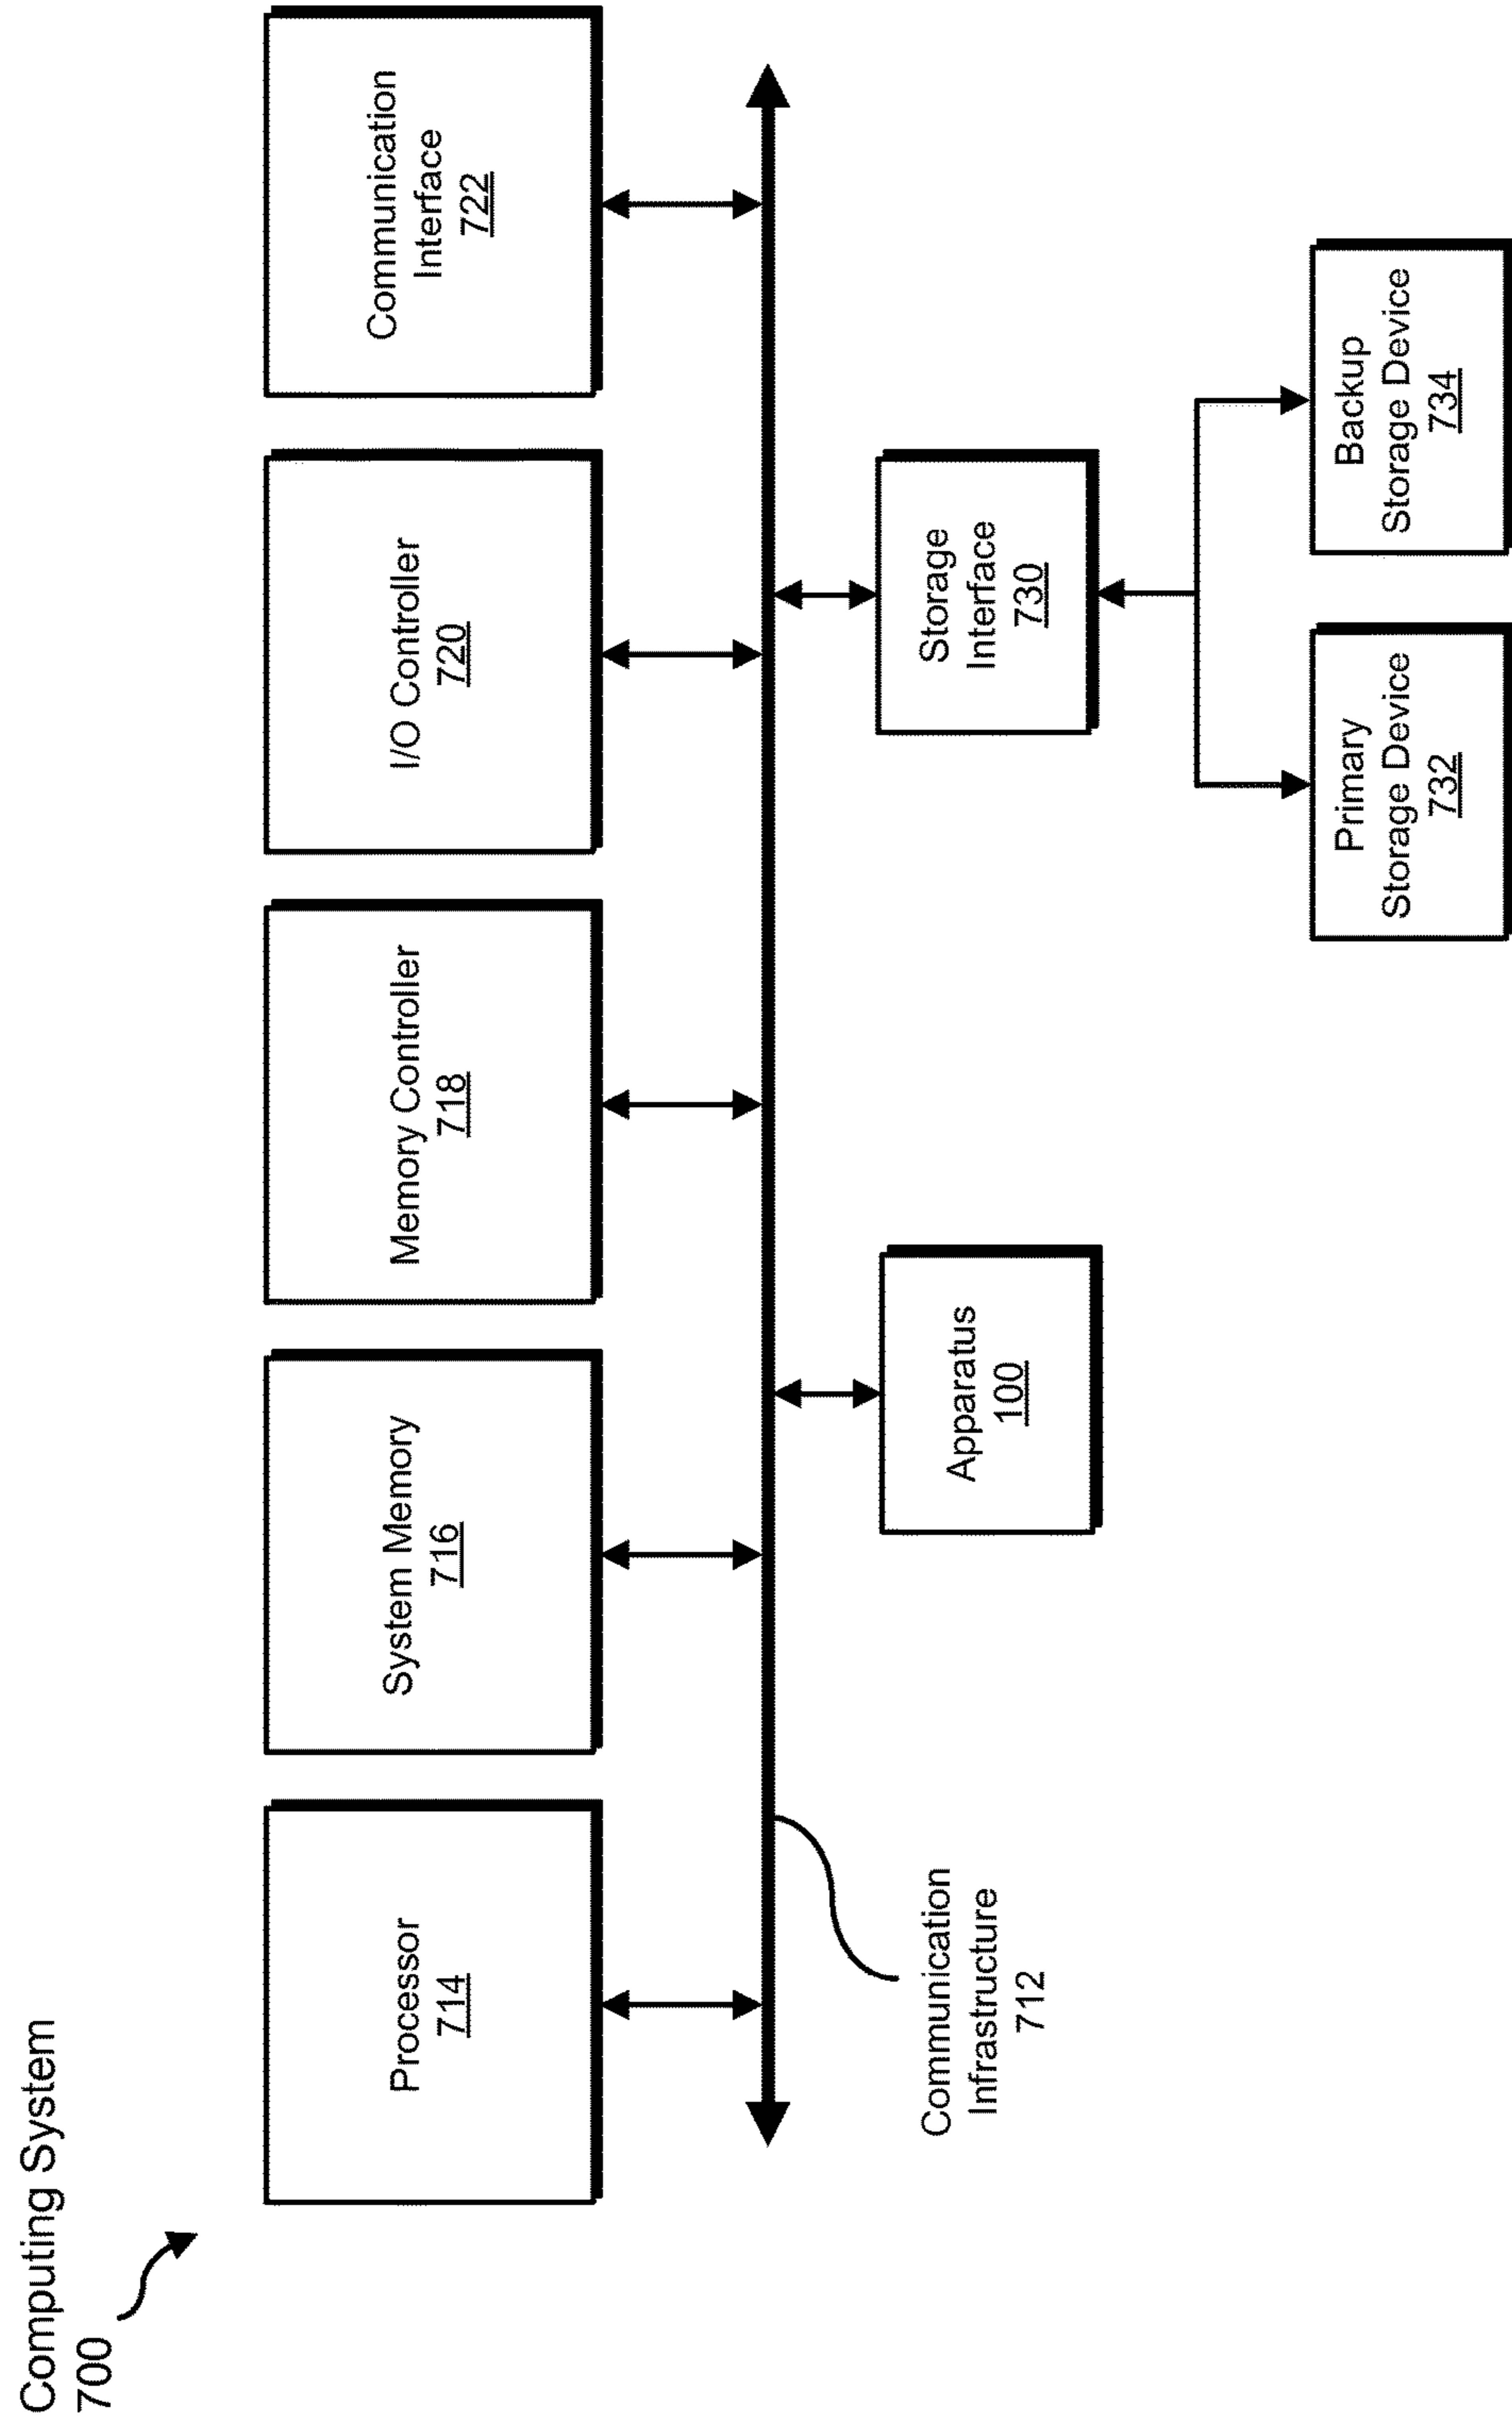 Computing System
700
Processor
714
System Memory
716
Memory Controller
718
I/O Controller
720
Communication
Interface
722
Communication
Infrastructure
712
Apparatus
100
Storage
Interface
730
Primary
Storage Device
732
Backup
Storage Device
734